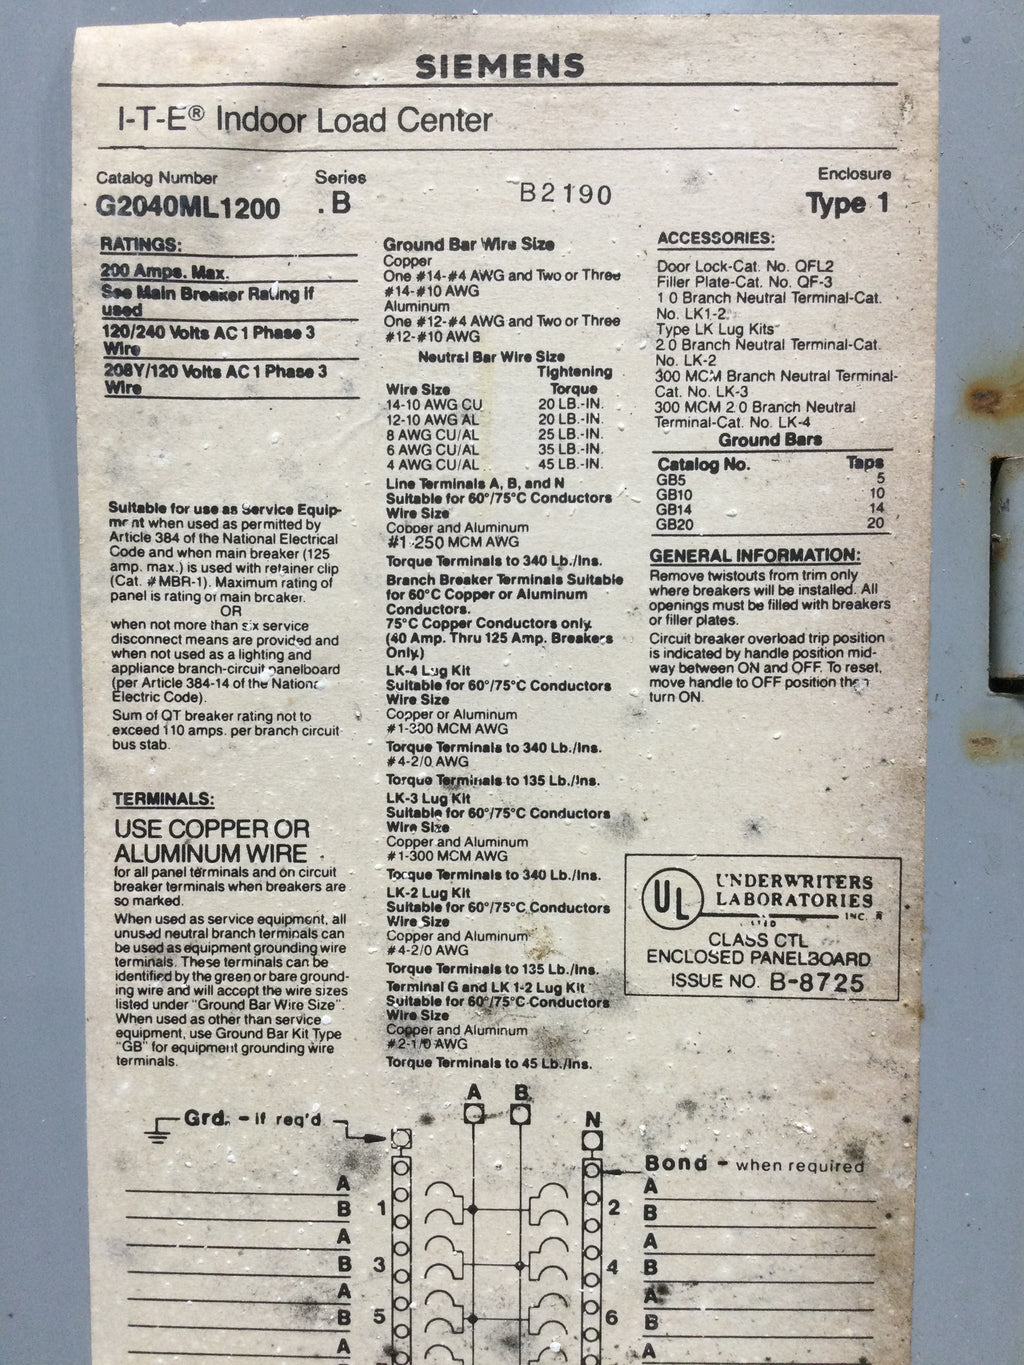 SIEMENS
I-T-E® Indoor Load Center
Catalog Number
G2040ML1200
Series
.B
B2190
Enclosure
Type 1
RATINGS:
200 Amps. Max.
See Main Breaker Rating if
used
120/240 Volts AC 1 Phase 3
Wire
208Y/120 Volts AC 1 Phase 3
Wire
Suitable for use as Service Equip-
ment when used as permitted by
Article 384 of the National Electrical
Code and when main breaker (125
amp. max.) is used with retainer clip
(Cat. #MBR-1). Maximum rating of
panel is rating of main breaker.
OR
when not more than six service
disconnect means are provided and
when not used as a lighting and
appliance branch-circuit panelboard
(per Article 384-14 of the National
Electric Code).
Sum of QT breaker rating not to
exceed 110 amps. per branch circuit
bus stab.
TERMINALS:
USE COPPER OR
ALUMINUM WIRE
for all panel terminals and on circuit
breaker terminals when breakers are
so marked.
When used as service equipment, all
unused neutral branch terminals can
be used as equipment grounding wire
terminals. These terminals can be
identified by the green or bare ground-
ing wire and will accept the wire sizes
listed under "Ground Bar Wire Size".
When used as other than service
equipment, use Ground Bar Kit Type
"GB" for equipment grounding wire
terminals.
Ground Bar Wire Size
Copper
One #14-#4 AWG and Two or Three
#14-#10 AWG
Aluminum
One #12-#4 AWG and Two or Three
#12-#10 AWG
Neutral Bar Wire Size
Tightening
Wire Size Torque
14-10 AWG CU 20 LB.-IN.
12-10 AWG AL 20 LB.-IN.
8 AWG CU/AL 25 LB.-IN.
6 AWG CU/AL 35 LB.-IN.
4 AWG CU/AL 45 LB.-IN.
Line Terminals A, B, and N
Suitable for 60°/75°C Conductors
Wire Size
Copper and Aluminum
#1-250 MCM AWG
Torque Terminals to 340 Lb./Ins.
Branch Breaker Terminals Suitable
for 60°C Copper or Aluminum
Conductors.
75°C Copper Conductors only
(40 Amp. Thru 125 Amp. Breakers
Only.)
LK-4 Lug Kit
Suitable for 60°/75°C Conductors
Wire Size
Copper or Aluminum
#1-300 MCM AWG
Torque Terminals to 340 Lb./Ins.
#4-2/0 AWG
Torque Terminals to 135 Lb./Ins.
LK-3 Lug Kit
Suitable for 60°/75°C Conductors
Wire Size
Copper and Aluminum
#1-300 MCM AWG
Torque Terminals to 340 Lb./Ins.
LK-2 Lug Kit
Suitable for 60°/75°C Conductors
Wire Size
Copper and Aluminum
#4-2/0 AWG
Torque Terminals to 135 Lb./Ins.
Terminal G and LK 1-2 Lug Kit
Suitable for 60°/75°C Conductors
Wire Size
Copper and Aluminum
#2-1/0 AWG
Torque Terminals to 45 Lb./Ins.
ACCESSORIES:
Door Lock-Cat. No. QFL2
Filler Plate-Cat. No. QF-3
1 0 Branch Neutral Terminal-Cat.
No. LK1-2.
Type LK Lug Kits
2 0 Branch Neutral Terminal-Cat.
No. LK-2
300 MCM Branch Neutral Terminal-
Cat. No. LK-3
300 MCM 2 0 Branch Neutral
Terminal-Cat. No. LK-4
Ground Bars
Catalog No. Taps
GB5 5
GB10 10
GB14 14
GB20 20
GENERAL INFORMATION:
Remove twistouts from trim only
where breakers will be installed. All
openings must be filled with breakers
or filler plates.
Circuit breaker overload trip position
is indicated by handle position mid-
way between ON and OFF. To reset,
move handle to OFF position then
turn ON.
UL
UNDERWRITERS
LABORATORIES
INC. ®
LISTED
CLASS CTL
ENCLOSED PANELBOARD
ISSUE NO. B-8725
A B
N
Grd. - if req'd
Bond - when required
A A
B 1 2 B
A A
B 3 4 B
A A
B 5 6 B
A A